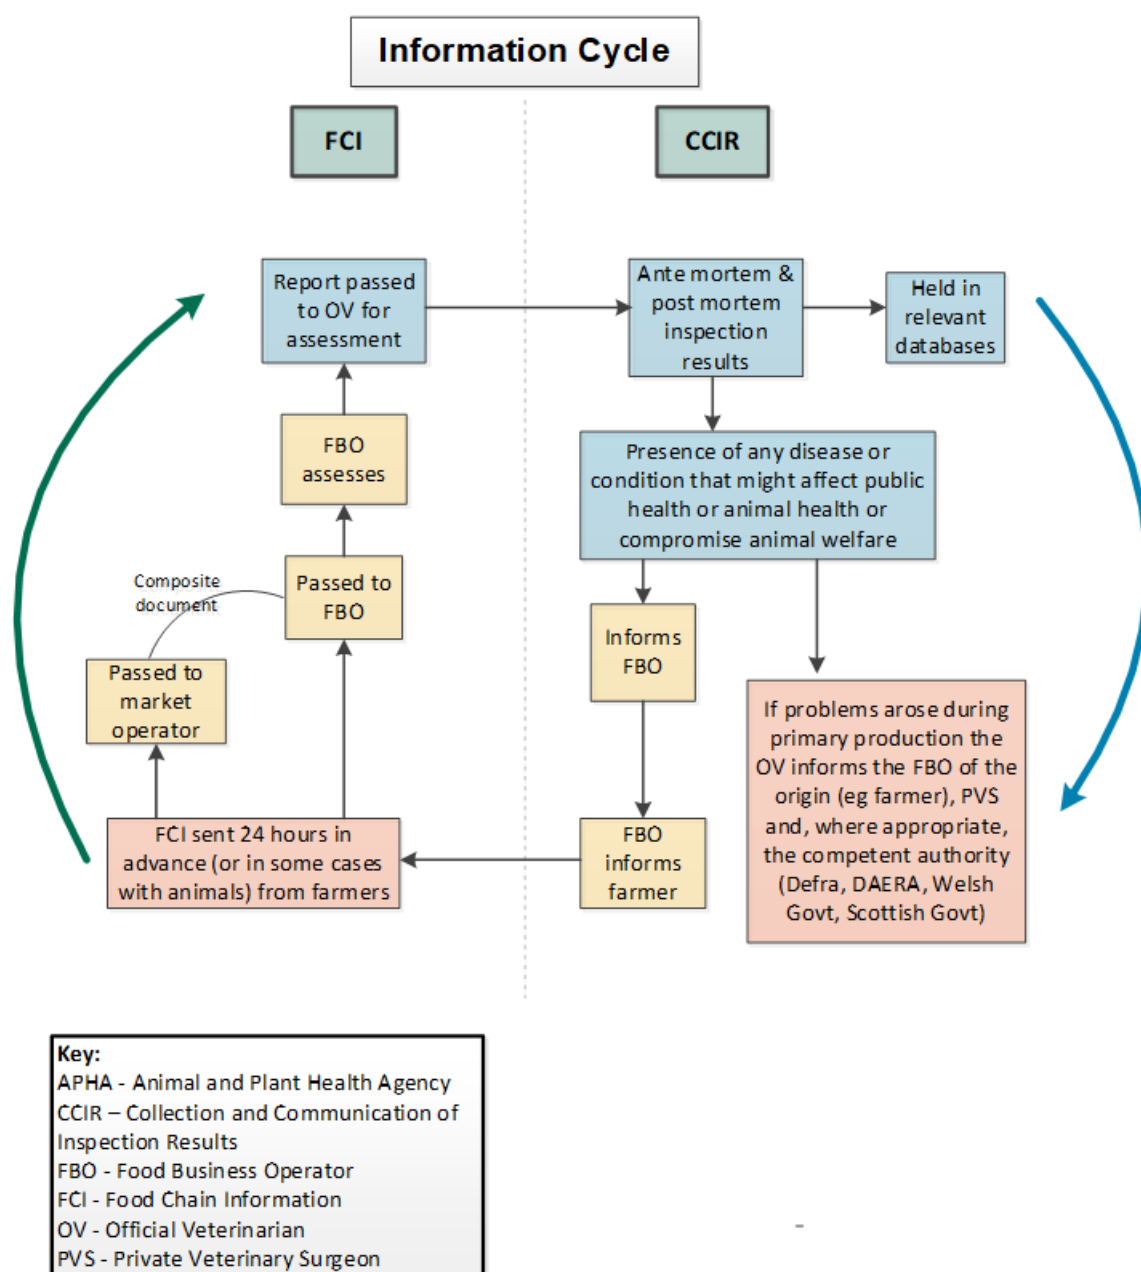 Information Cycle
FCI
CCIR
Report passed
to OV for
assessment
Ante mortem &
post mortem
inspection
results
Held in
relevant
databases
FBO
assesses
Presence of any disease or
condition that might affect public
health or animal health or
compromise animal welfare
Composite
document
Passed to
FBO
Informs
FBO
Passed to
market
operator
If problems arose during
primary production the
OV informs the FBO of the
origin (eg farmer), PVS
and, where appropriate,
the competent authority
(Defra, DAERA, Welsh
Govt, Scottish Govt)
FCI sent 24 hours in
advance (or in some cases
with animals) from farmers
FBO
informs
farmer
Key:
APHA - Animal and Plant Health Agency
CCIR – Collection and Communication of
Inspection Results
FBO - Food Business Operator
FCI - Food Chain Information
OV - Official Veterinarian
PVS - Private Veterinary Surgeon